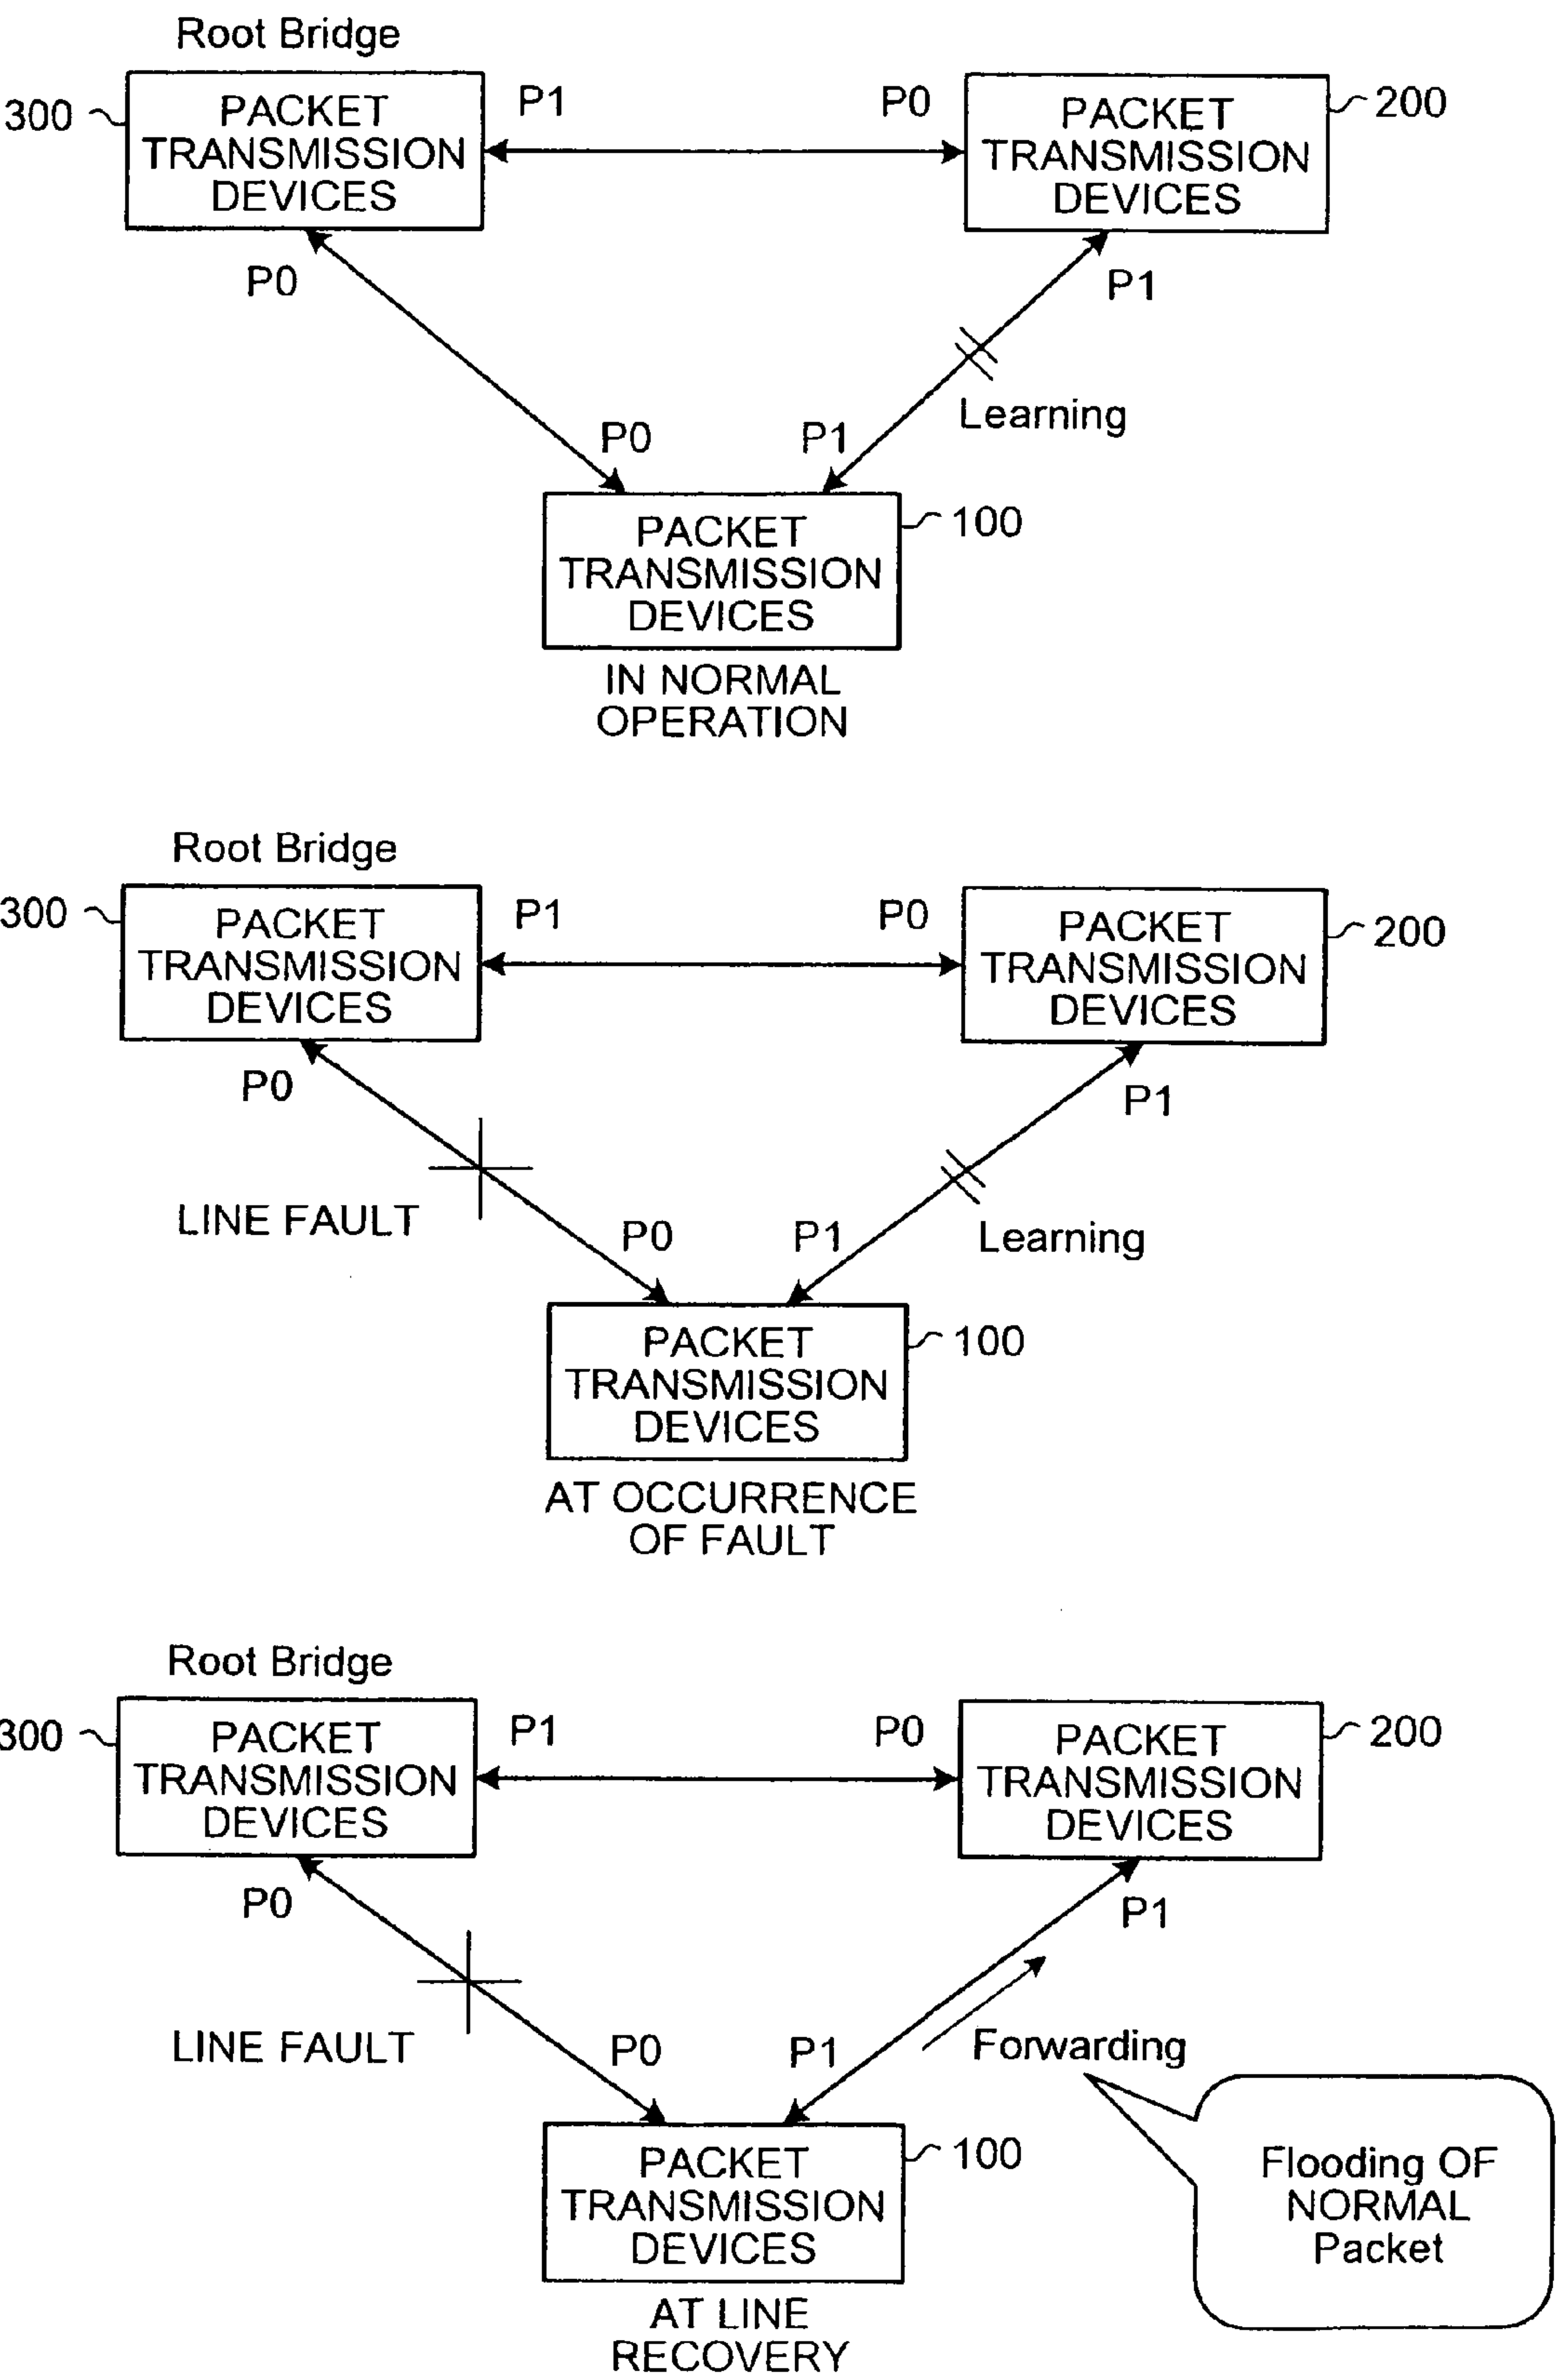 Root Bridge
300
PACKET
TRANSMISSION
DEVICES
P1
P0
PACKET
TRANSMISSION
DEVICES
200
P0
P1
Learning
P0
P1
PACKET
TRANSMISSION
DEVICES
100
IN NORMAL
OPERATION
Root Bridge
300
PACKET
TRANSMISSION
DEVICES
P1
P0
PACKET
TRANSMISSION
DEVICES
200
P0
P1
LINE FAULT
P0
P1
Learning
PACKET
TRANSMISSION
DEVICES
100
AT OCCURRENCE
OF FAULT
Root Bridge
300
PACKET
TRANSMISSION
DEVICES
P1
P0
PACKET
TRANSMISSION
DEVICES
200
P0
P1
LINE FAULT
P0
P1
Forwarding
PACKET
TRANSMISSION
DEVICES
100
Flooding OF
NORMAL
Packet
AT LINE
RECOVERY